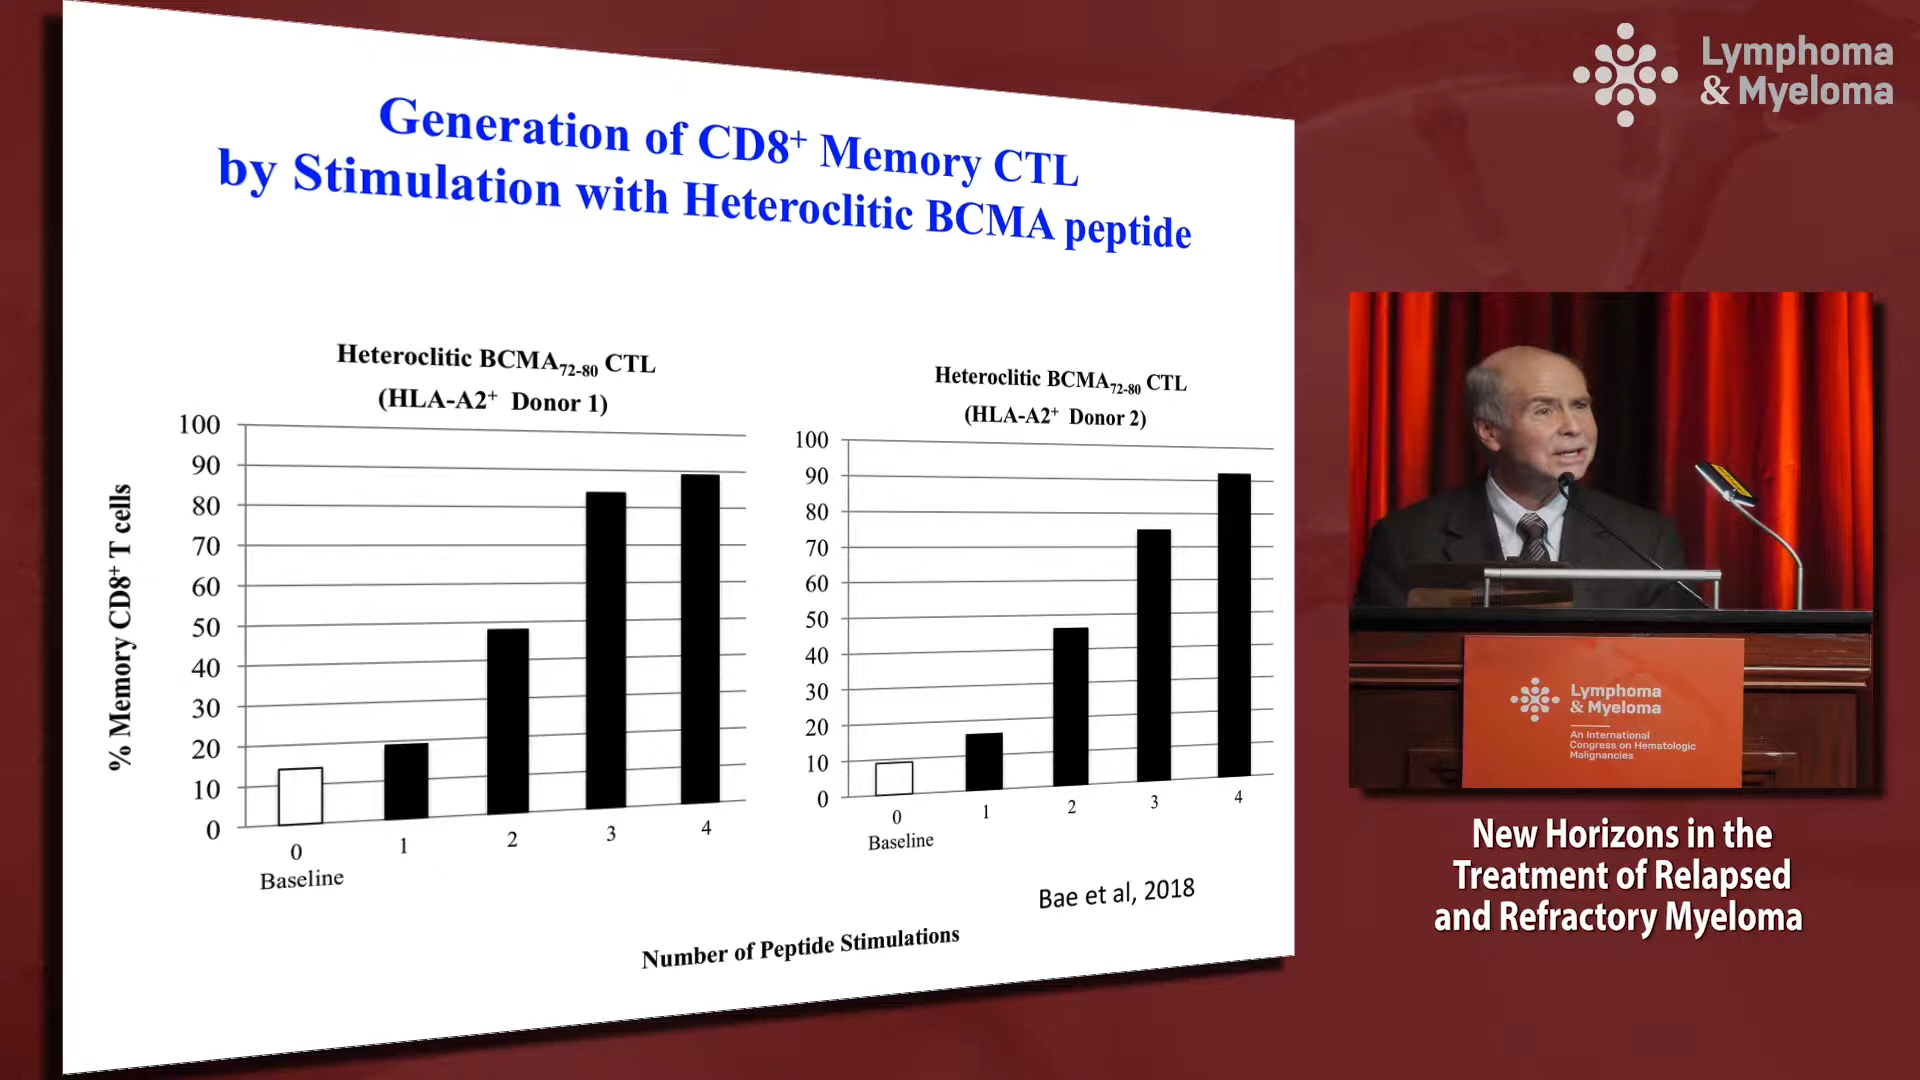 Lymphoma
& Myeloma
Generation of CD8⁺ Memory CTL
by Stimulation with Heteroclitic BCMA peptide
Heteroclitic BCMA₇₂₋₈₀ CTL
(HLA-A2⁺ Donor 1)
100
90
80
70
60
50
40
30
20
10
0
% Memory CD8⁺ T cells
0
1
2
3
4
Baseline
Heteroclitic BCMA₇₂₋₈₀ CTL
(HLA-A2⁺ Donor 2)
100
90
80
70
60
50
40
30
20
10
0
0
1
2
3
4
Baseline
Bae et al, 2018
Number of Peptide Stimulations
Lymphoma
& Myeloma
An International
Congress on Hematologic
Malignancies
New Horizons in the
Treatment of Relapsed
and Refractory Myeloma